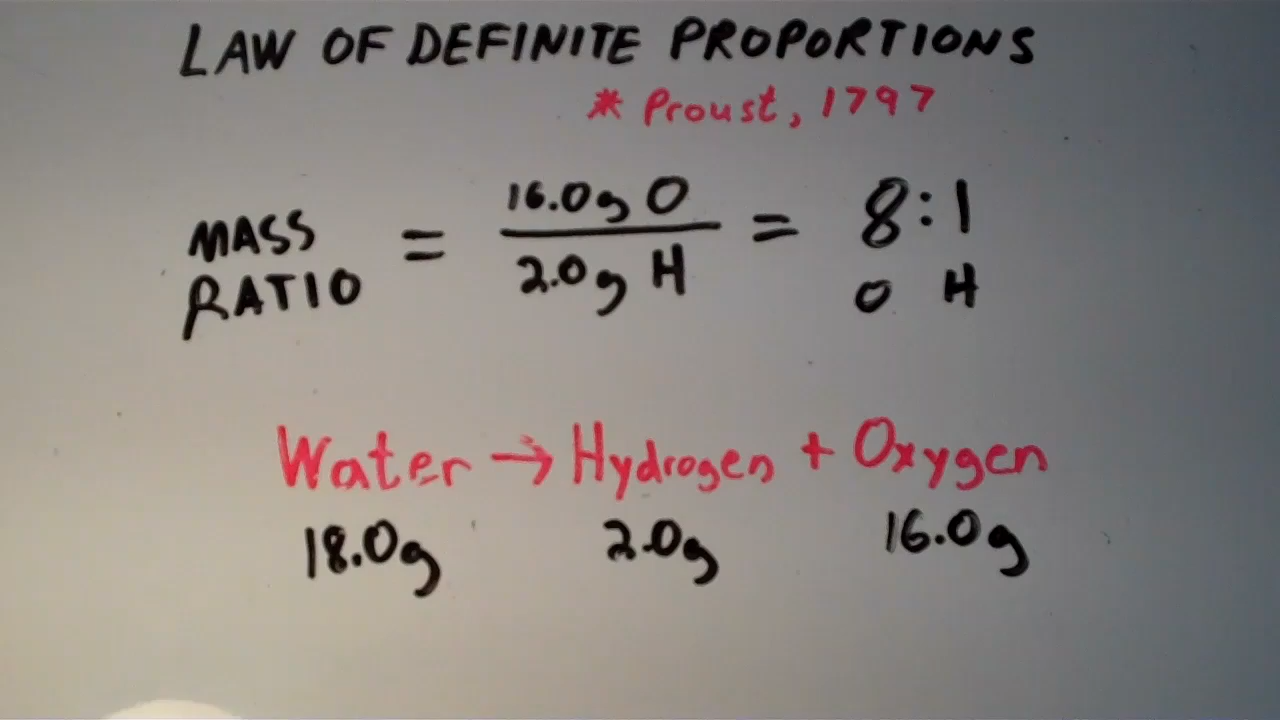 LAW OF DEFINITE PROPORTIONS
* Proust, 1797
MASS RATIO = 16.0g O / 2.0g H = 8:1
O H
Water → Hydrogen + Oxygen
18.0g 2.0g 16.0g